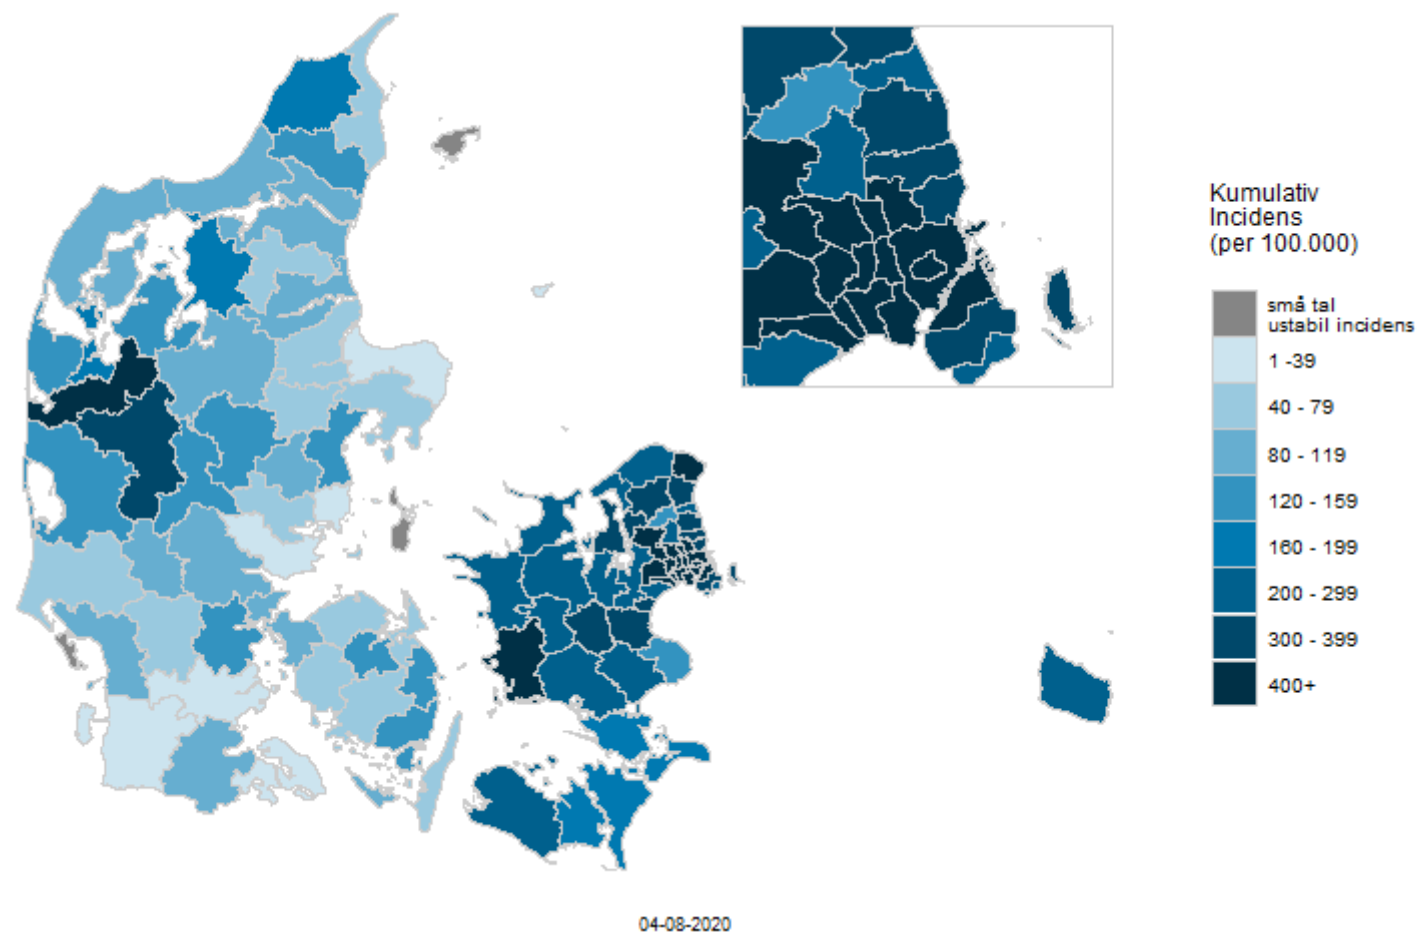 Kumulativ
Incidens
(per 100.000)
små tal
ustabil incidens
1 -39
40 - 79
80 - 119
120 - 159
160 - 199
200 - 299
300 - 399
400+
04-08-2020